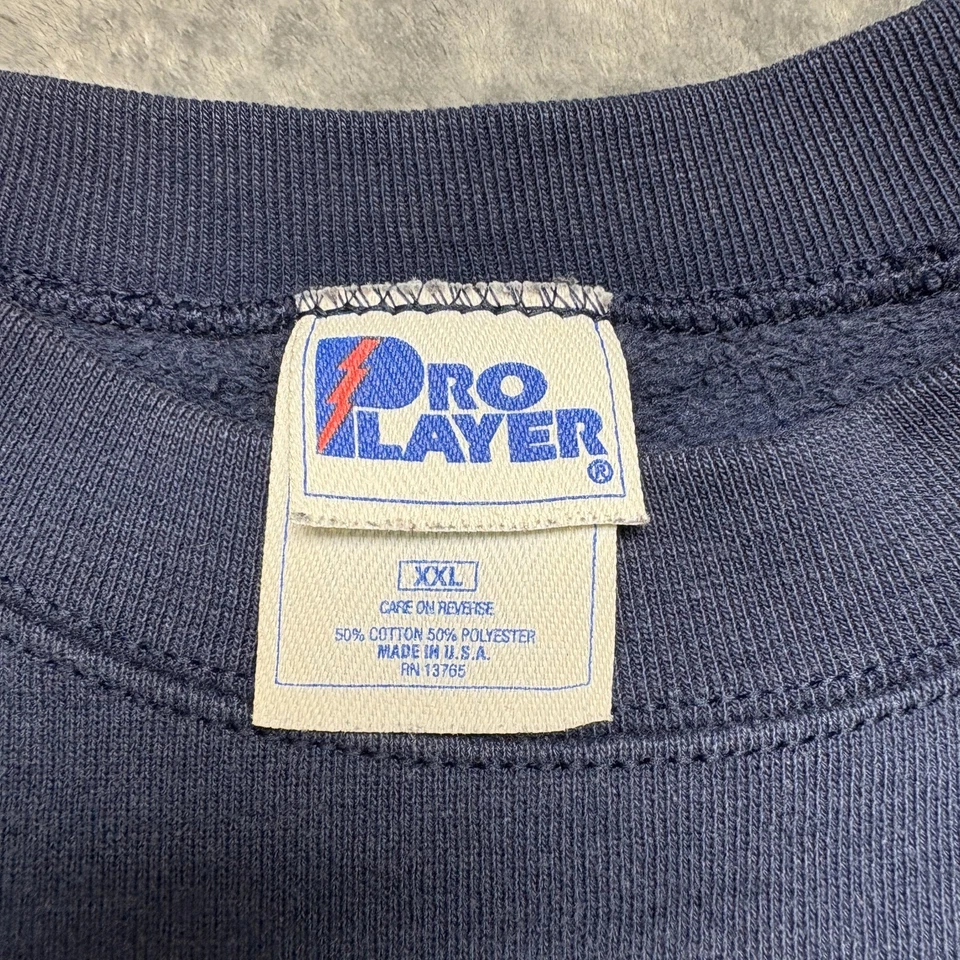 PRO
PLAYER®
XXL
CARE ON REVERSE
50% COTTON 50% POLYESTER
MADE IN U.S.A.
RN 13765